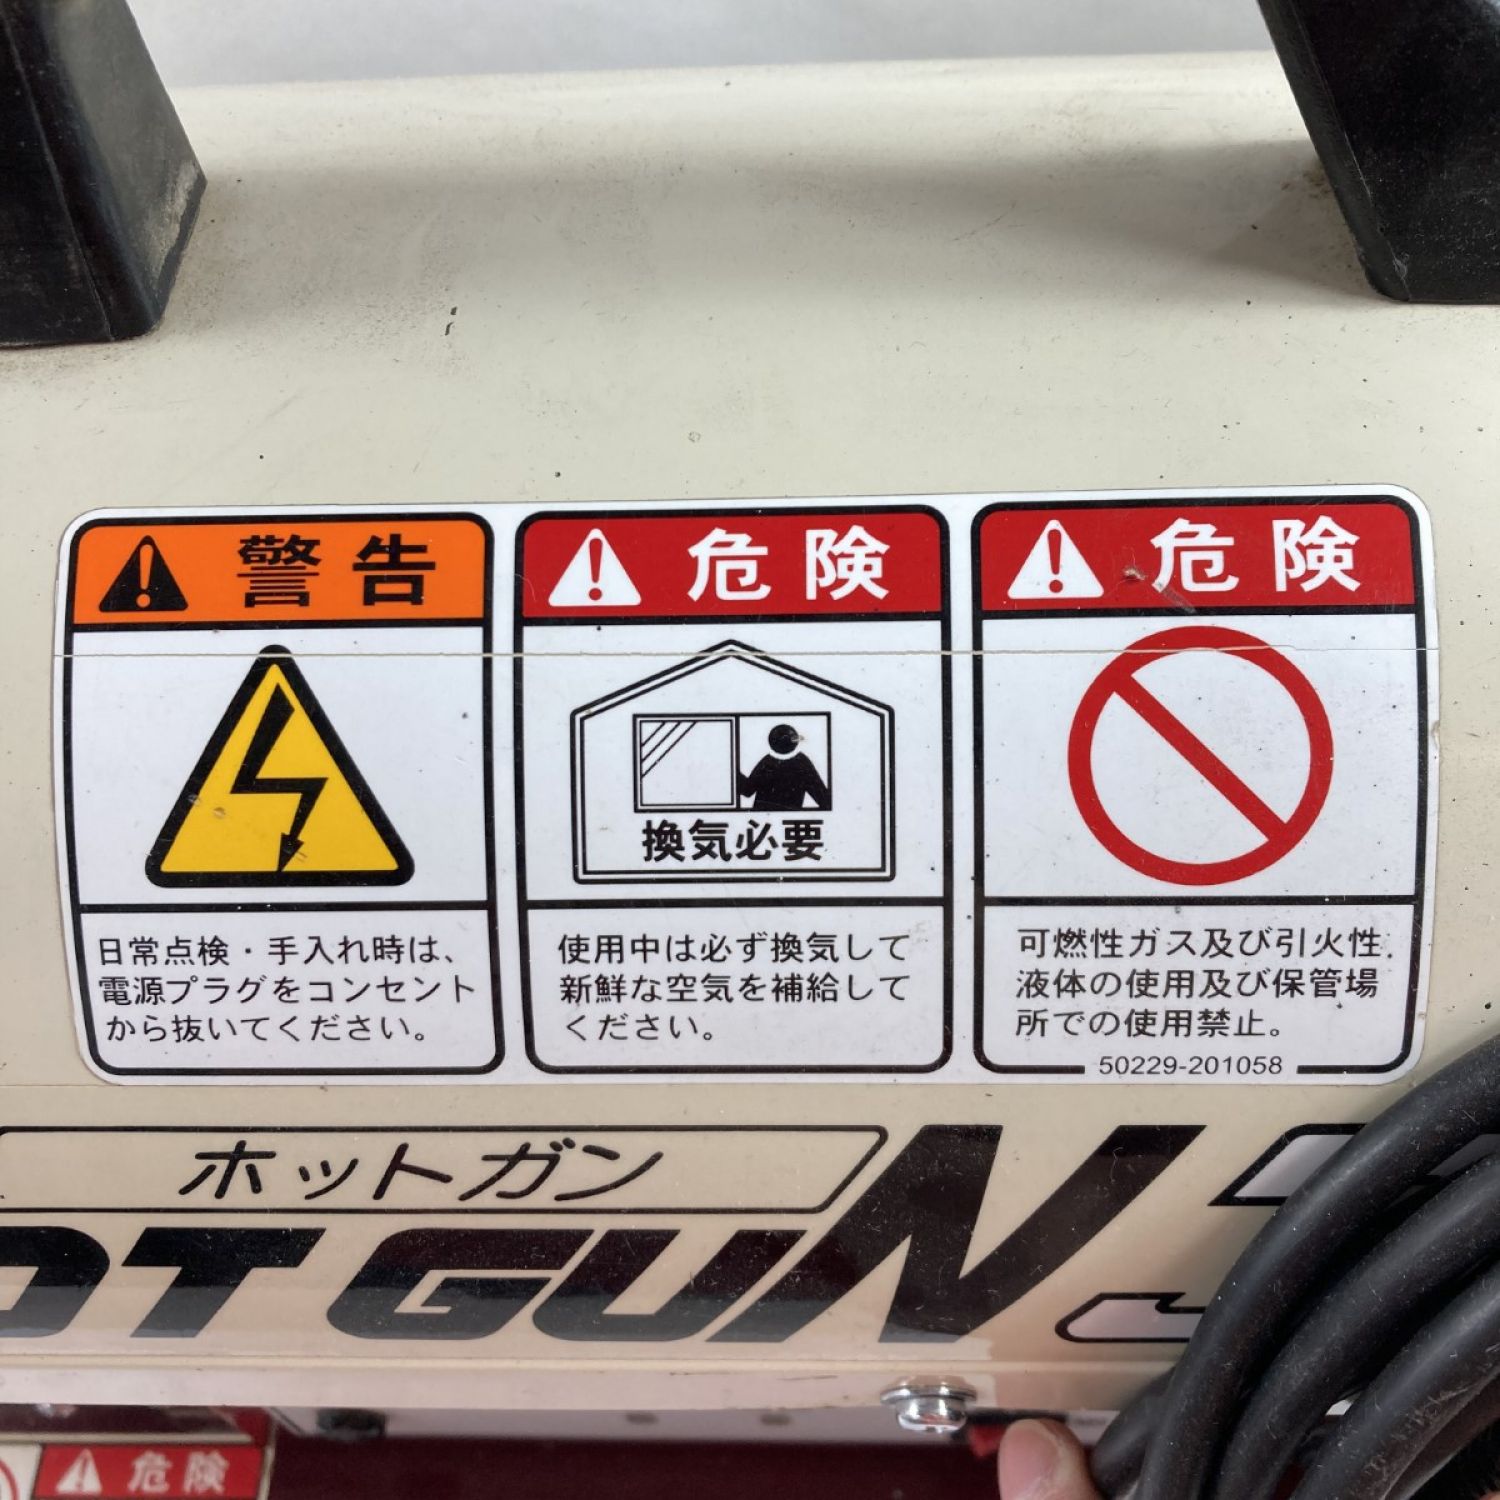 警告
日常点検・手入れ時は、
電源プラグをコンセント
から抜いてください。
危険
換気必要
使用中は必ず換気して
新鮮な空気を補給して
ください。
危険
可燃性ガス及び引火性
液体の使用及び保管場
所での使用禁止。
50229-201058
ホットガン
OT GUN
危険